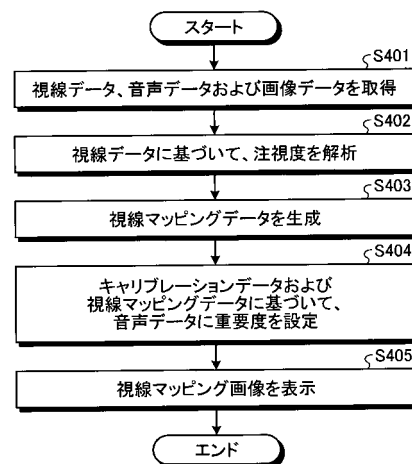 スタート
S401
視線データ、音声データおよび画像データを取得
S402
視線データに基づいて、注視度を解析
S403
視線マッピングデータを生成
S404
キャリブレーションデータおよび
視線マッピングデータに基づいて、
音声データに重要度を設定
S405
視線マッピング画像を表示
エンド